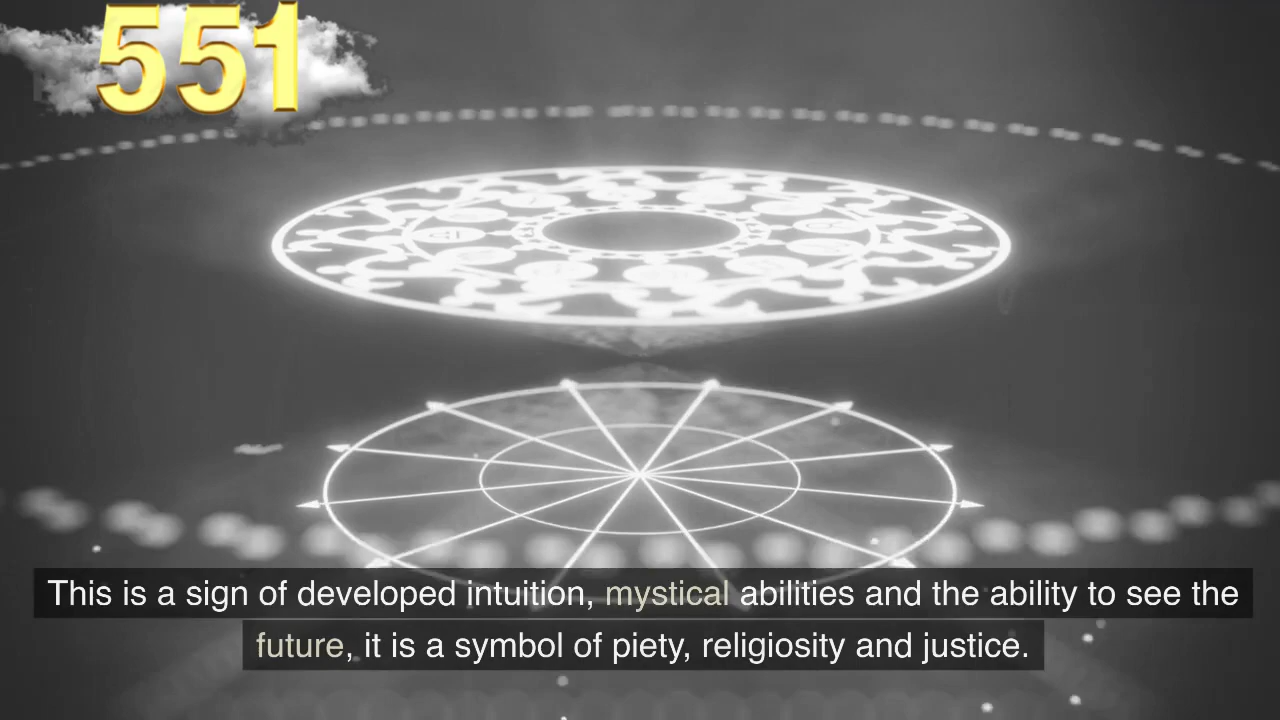 551
This is a sign of developed intuition, mystical abilities and the ability to see the
future, it is a symbol of piety, religiosity and justice.